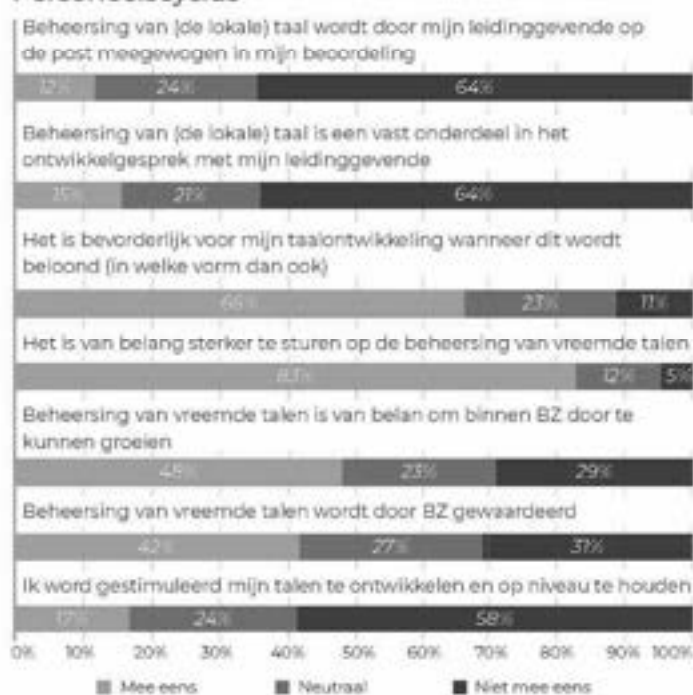 Beheersing van (de lokale) taal wordt door mijn leidinggevende op
de post meegewogen in mijn beoordeling
12% 24% 64%
Beheersing van (de lokale) taal is een vast onderdeel in het
ontwikkelgesprek met mijn leidinggevende
15% 21% 64%
Het is bevorderlijk voor mijn taalontwikkeling wanneer dit wordt
beloond (in welke vorm dan ook)
66% 23% 11%
Het is van belang sterker te sturen op de beheersing van vreemde talen
83% 12% 5%
Beheersing van vreemde talen is van belan om binnen BZ door te
kunnen groeien
48% 23% 29%
Beheersing van vreemde talen wordt door BZ gewaardeerd
42% 27% 31%
Ik word gestimuleerd mijn talen te ontwikkelen en op niveau te houden
17% 24% 58%
0% 10% 20% 30% 40% 50% 60% 70% 80% 90% 100%
Mee eens Neutraal Niet mee eens